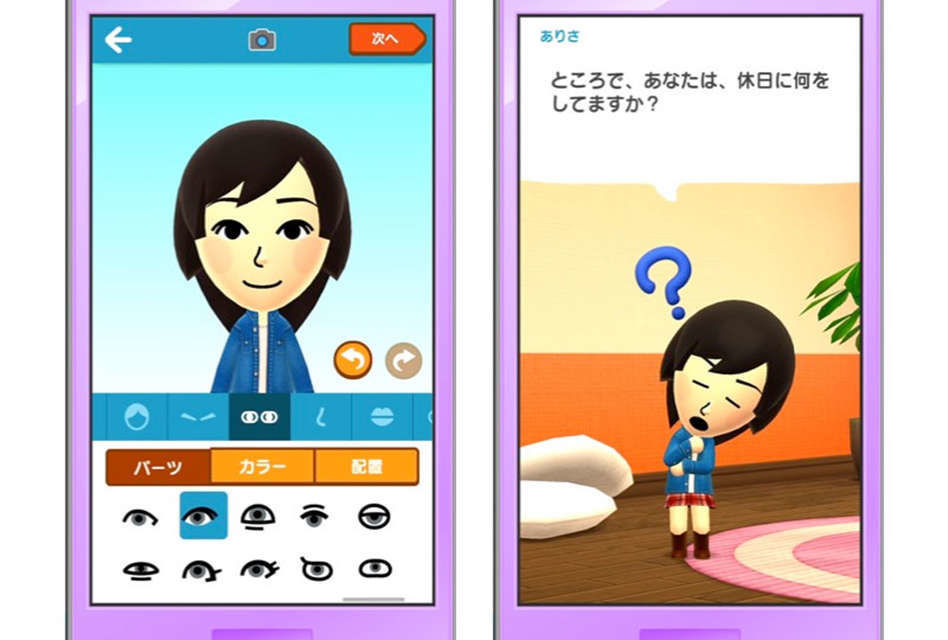 次へ
パーツ
カラー
配置
ありさ
ところで、あなたは、休日に何を
してますか？